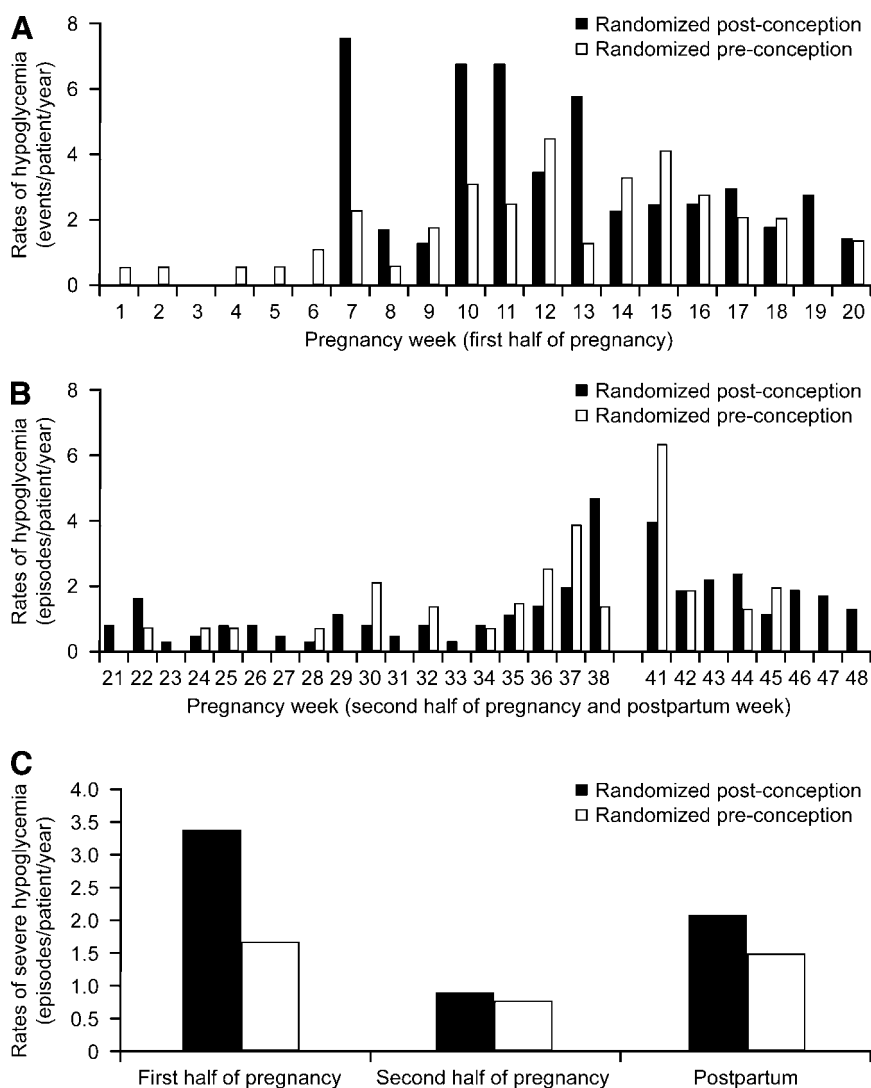 A
Rates of hypoglycemia
(events/patient/year)
8
6
4
2
0
Randomized post-conception
Randomized pre-conception
1 2 3 4 5 6 7 8 9 10 11 12 13 14 15 16 17 18 19 20
Pregnancy week (first half of pregnancy)
B
Rates of hypoglycemia
(episodes/patient/year)
8
6
4
2
0
Randomized post-conception
Randomized pre-conception
21 22 23 24 25 26 27 28 29 30 31 32 33 34 35 36 37 38 41 42 43 44 45 46 47 48
Pregnancy week (second half of pregnancy and postpartum week)
C
Rates of severe hypoglycemia
(episodes/patient/year)
4.0
3.5
3.0
2.5
2.0
1.5
1.0
0.5
0
Randomized post-conception
Randomized pre-conception
First half of pregnancy Second half of pregnancy Postpartum